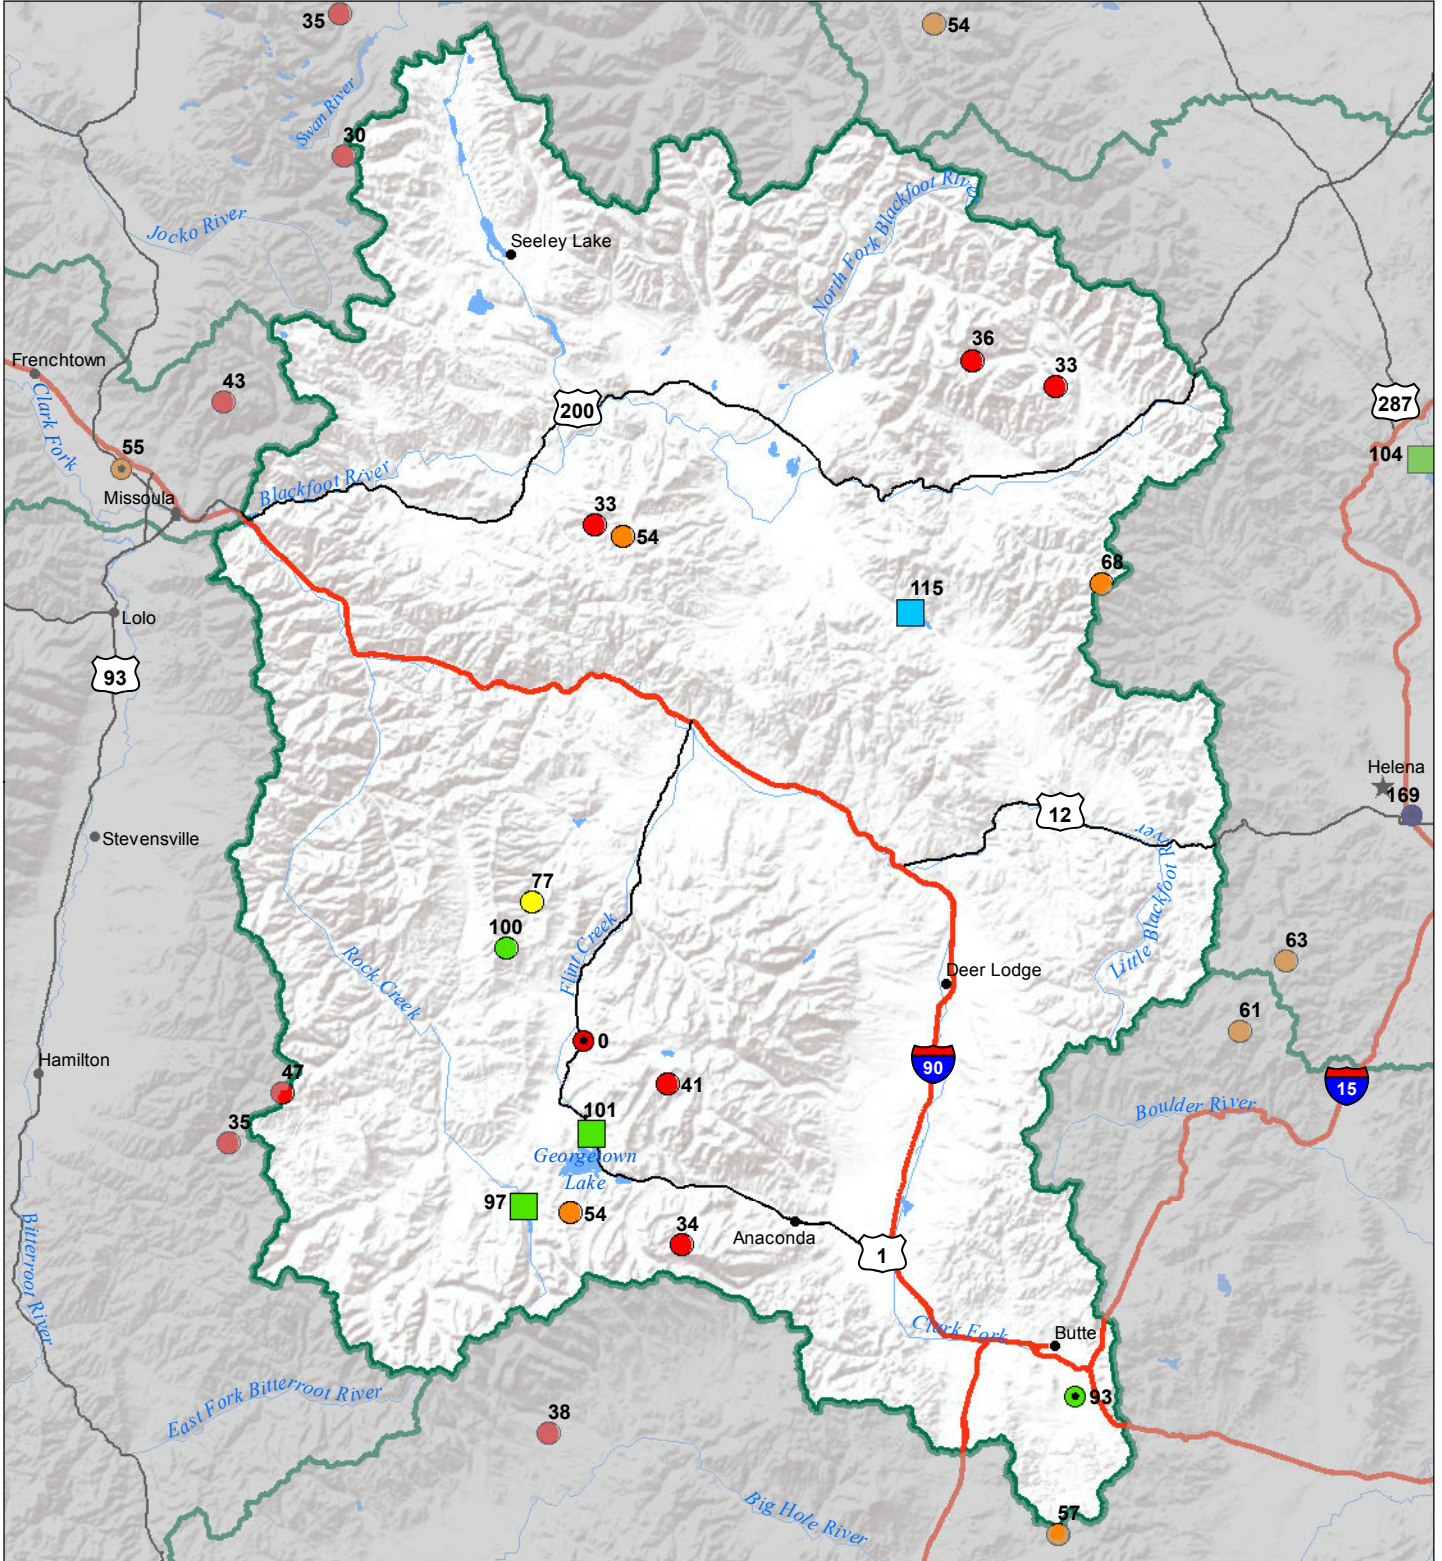 35
54
Swan River
30
Jocko River
North Fork Blackfoot River
Seeley Lake
36
33
Frenchtown
43
200
287
Clark Fork
55
104
Blackfoot River
Missoula
33
54
68
115
Lolo
93
Helena
169
12
Stevensville
Little Blackfoot River
77
100
Flint Creek
Rock Creek
63
Deer Lodge
61
0
Hamilton
47
41
90
15
101
Boulder River
35
Georgetown
Lake
97
54
34
Anaconda
1
Bitterroot River
Clark Fork
Butte
93
East Fork Bitterroot River
38
Big Hole River
57